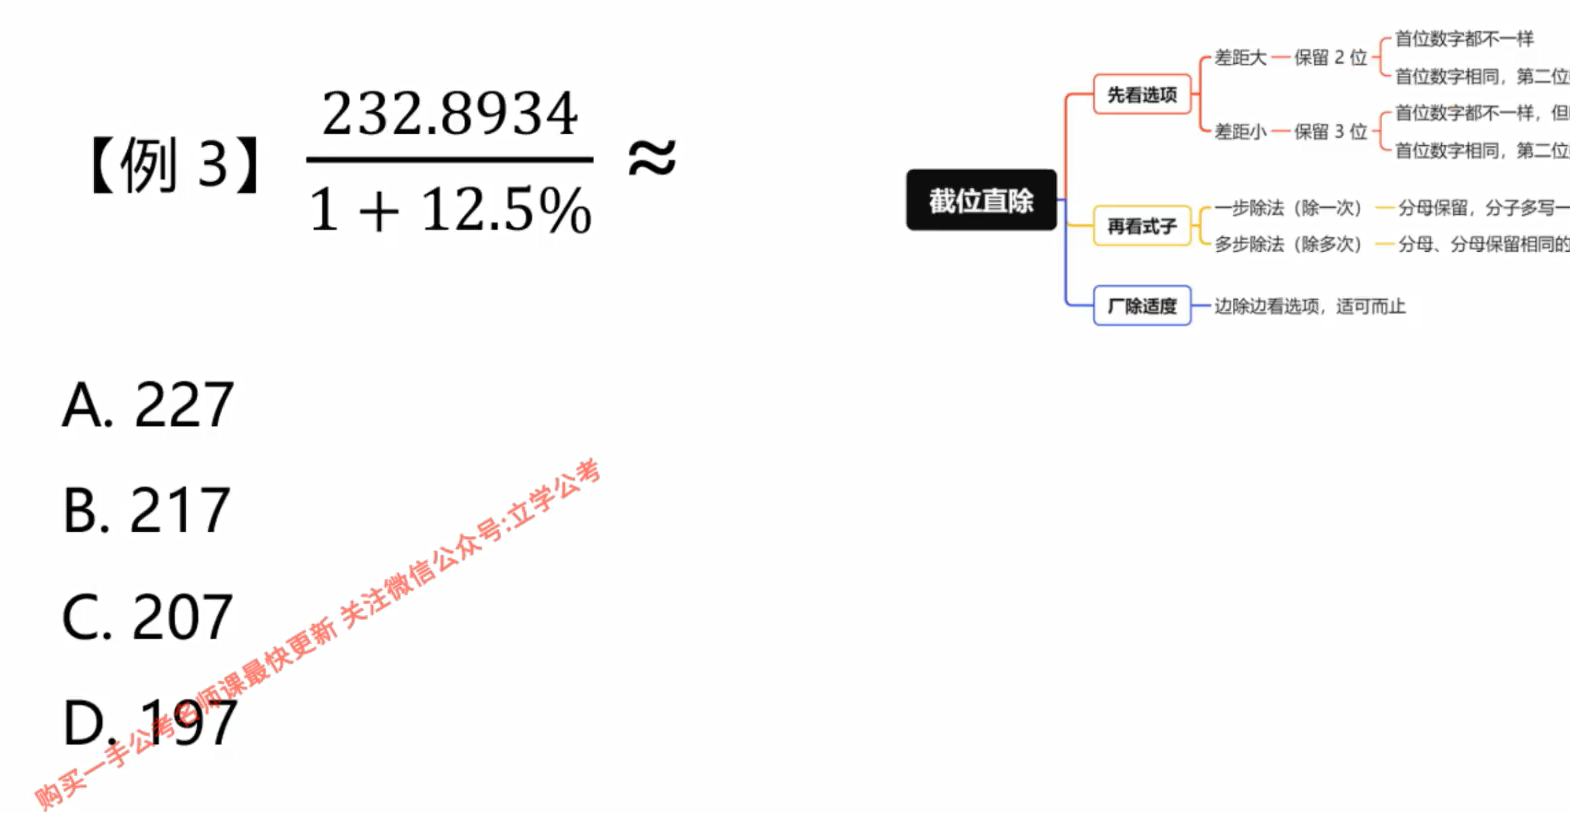 【例 3】 232.8934 / 1 + 12.5% ≈
A. 227
B. 217
C. 207
D. 197
截位直除
先看选项
差距大
保留 2 位
首位数字都不一样
首位数字相同，第二位
差距小
保留 3 位
首位数字都不一样，但
首位数字相同，第二位
再看式子
一步除法（除一次）
分母保留，分子多写一
多步除法（除多次）
分母、分母保留相同的
厂除适度
边除边看选项，适可而止
购买一手公考名师课最快更新 关注微信公众号:立学公考